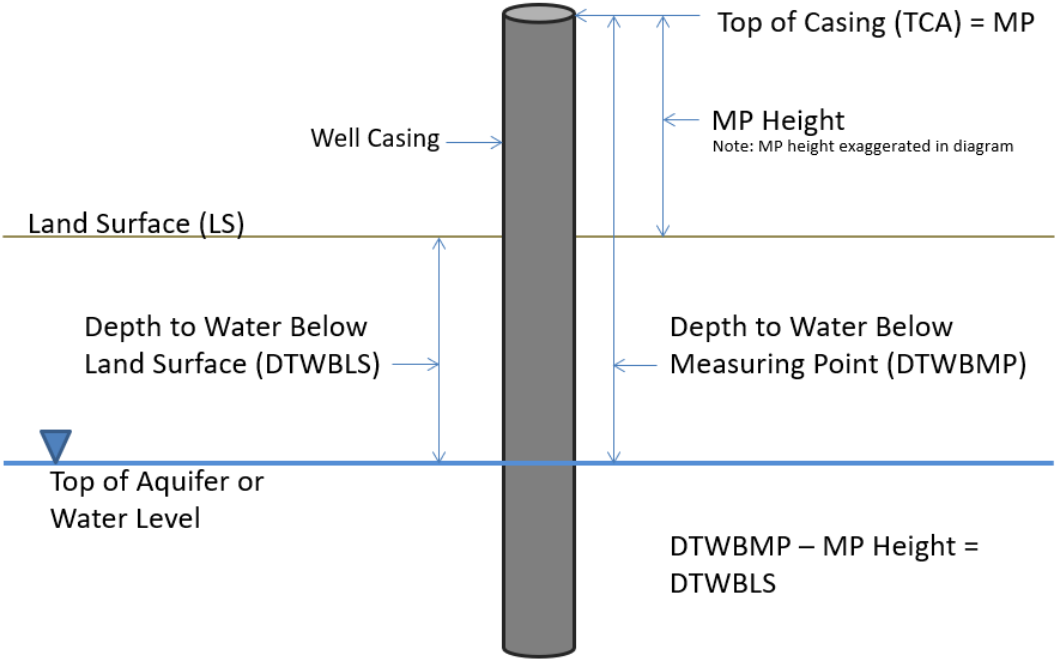 Top of Casing (TCA) = MP
MP Height
Note: MP height exaggerated in diagram
Well Casing
Land Surface (LS)
Depth to Water Below
Land Surface (DTWBLS)
Depth to Water Below
Measuring Point (DTWBMP)
Top of Aquifer or
Water Level
DTWBMP – MP Height =
DTWBLS